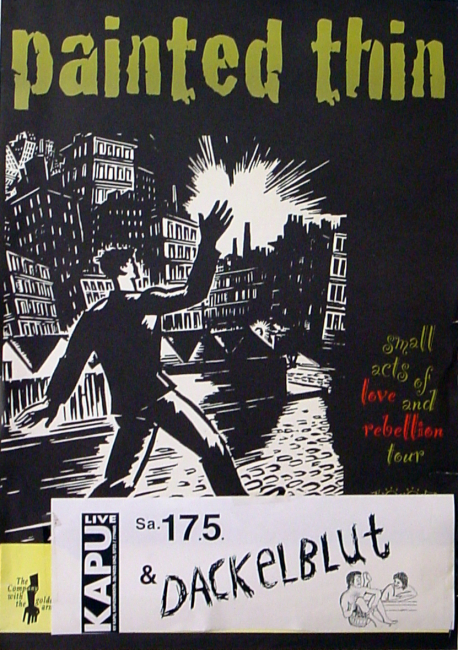 painted thin
small
acts of
love and
rebellion
tour
KAPU LIVE
Sa. 17.5.
& DACKELBLUt
The
Company
with
the golden
arm